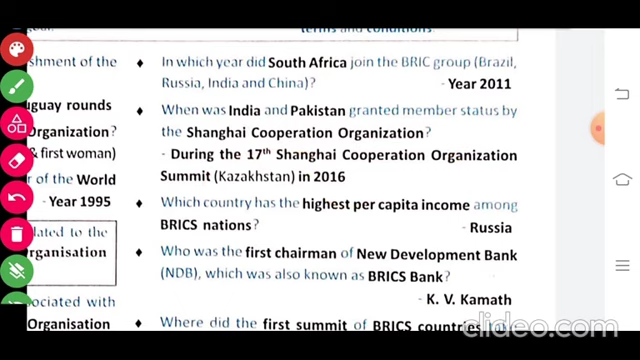 terms and conditions.
shment of the
uguay rounds
Organization?
& first woman)
r of the World
- Year 1995
lated to the
rganisation
ociated with
Organisation
In which year did South Africa join the BRIC group (Brazil,
Russia, India and China)? - Year 2011
♦ When was India and Pakistan granted member status by
the Shanghai Cooperation Organization?
- During the 17th Shanghai Cooperation Organization
Summit (Kazakhstan) in 2016
♦ Which country has the highest per capita income among
BRICS nations? - Russia
♦ Who was the first chairman of New Development Bank
(NDB), which was also known as BRICS Bank?
- K. V. Kamath
♦ Where did the first summit of BRICS countries
clideo.com